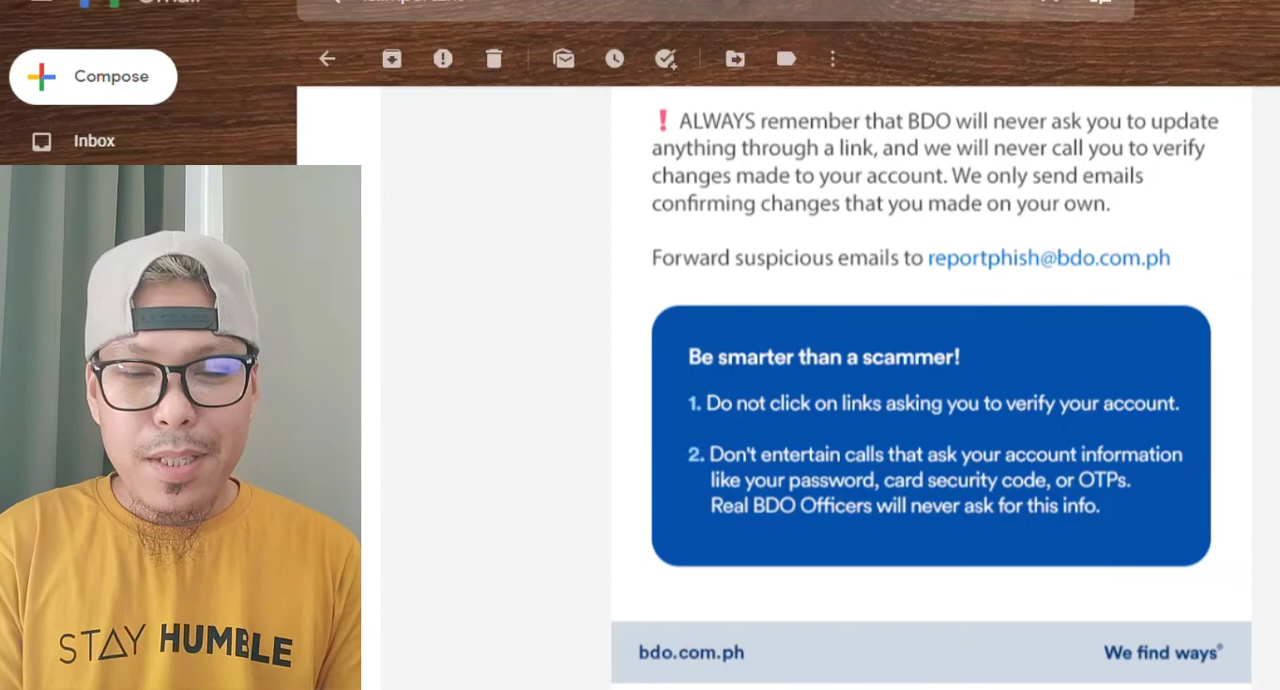 Compose
Inbox
❗ ALWAYS remember that BDO will never ask you to update
anything through a link, and we will never call you to verify
changes made to your account. We only send emails
confirming changes that you made on your own.
Forward suspicious emails to reportphish@bdo.com.ph
Be smarter than a scammer!
1. Do not click on links asking you to verify your account.
2. Don't entertain calls that ask your account information
like your password, card security code, or OTPs.
Real BDO Officers will never ask for this info.
bdo.com.ph
We find ways®
STAY HUMBLE